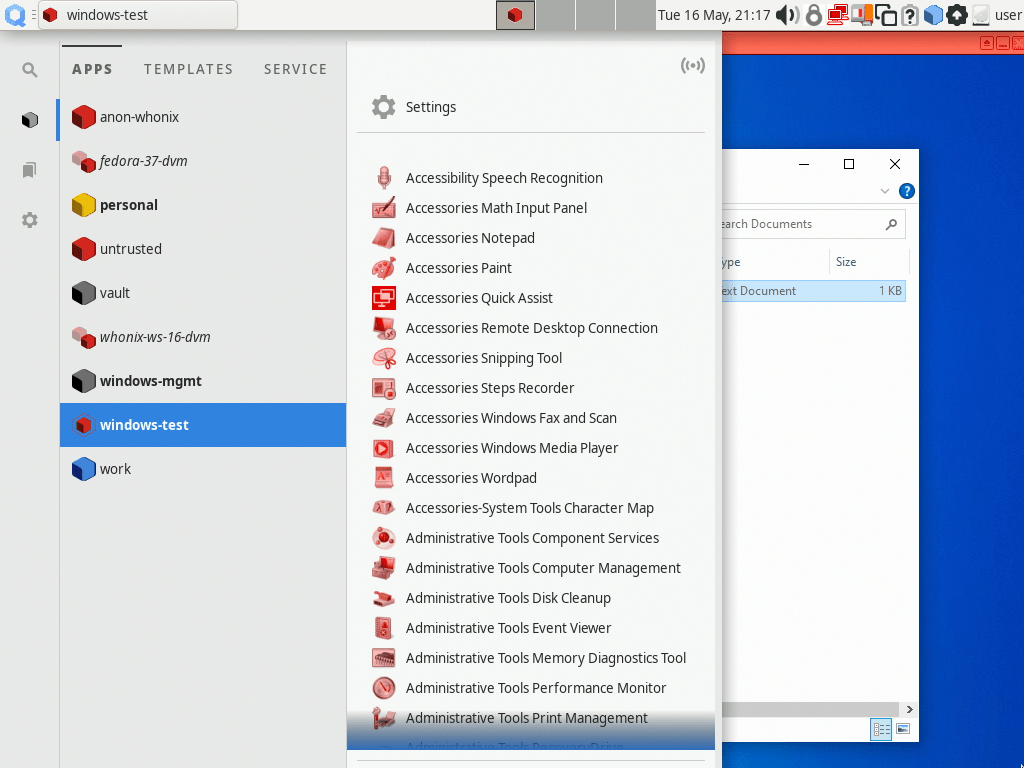 windows-test
Tue 16 May, 21:17
user
APPS TEMPLATES SERVICE
anon-whonix
fedora-37-dvm
personal
untrusted
vault
whonix-ws-16-dvm
windows-mgmt
windows-test
work
Settings
Accessibility Speech Recognition
Accessories Math Input Panel
Accessories Notepad
Accessories Paint
Accessories Quick Assist
Accessories Remote Desktop Connection
Accessories Snipping Tool
Accessories Steps Recorder
Accessories Windows Fax and Scan
Accessories Windows Media Player
Accessories Wordpad
Accessories-System Tools Character Map
Administrative Tools Component Services
Administrative Tools Computer Management
Administrative Tools Disk Cleanup
Administrative Tools Event Viewer
Administrative Tools Memory Diagnostics Tool
Administrative Tools Performance Monitor
Administrative Tools Print Management
Administrative Tools RecoveryDrive
?
earch Documents
ype Size
ext Document 1 KB